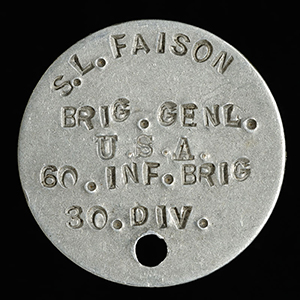 S.L. FAISON
BRIG. GENL.
U.S.A.
60. INF. BRIG
30. DIV.